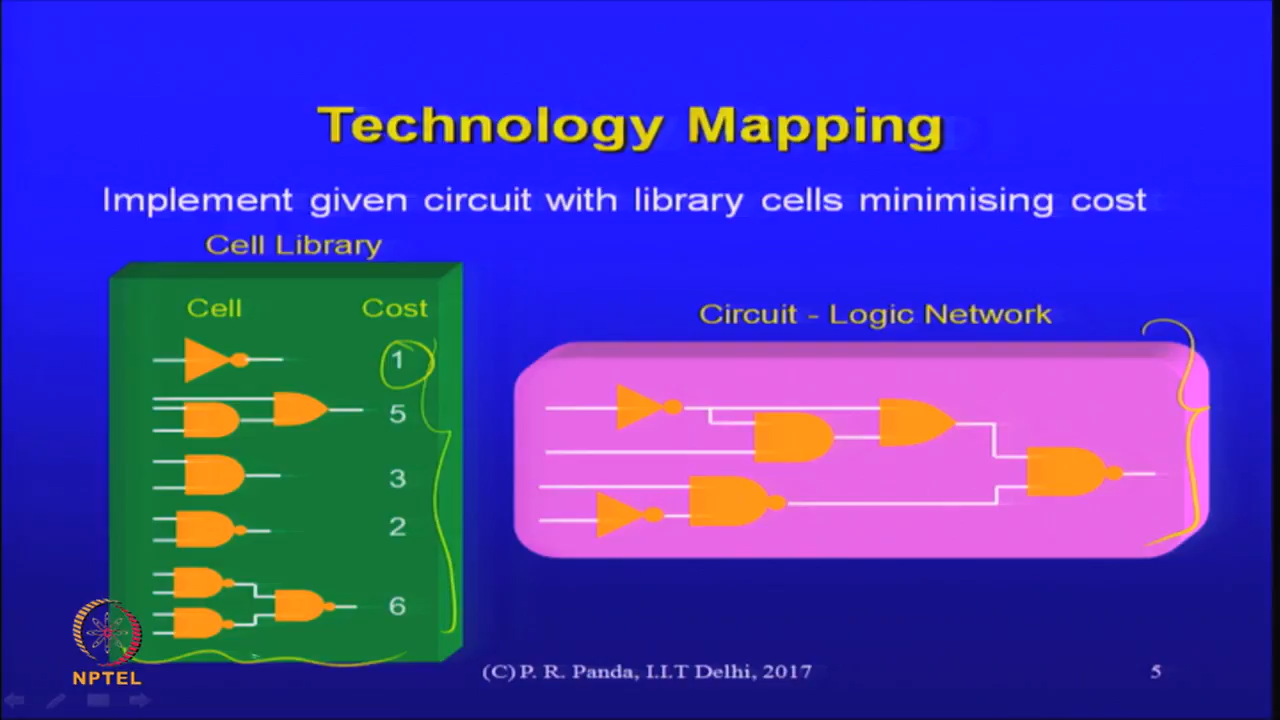 Technology Mapping
Implement given circuit with library cells minimising cost
Cell Library
Cell Cost
1
5
3
2
6
Circuit - Logic Network
NPTEL
(C) P. R. Panda, I.I.T Delhi, 2017
5